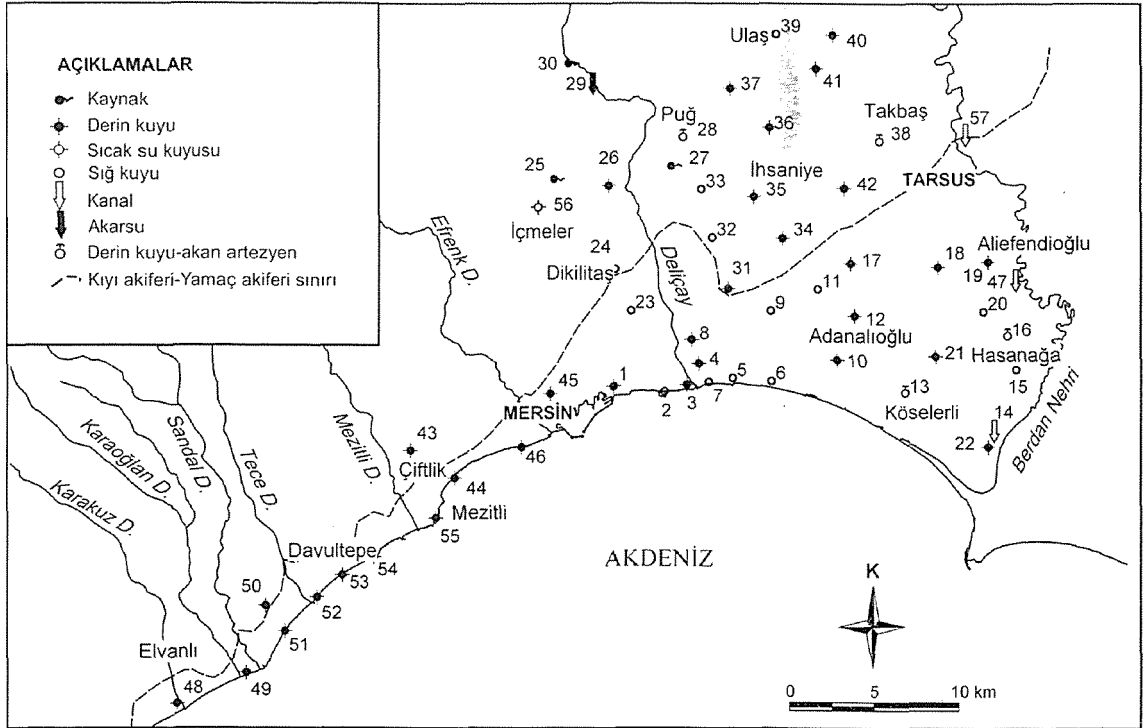 AÇIKLAMALAR
Kaynak
Derin kuyu
Sıcak su kuyusu
Sığ kuyu
Kanal
Akarsu
Derin kuyu-akan artezyen
Kıyı akiferi-Yamaç akiferi sınırı
Ulaş
39
40
30
29
37
41
Puğ
28
36
Takbaş
38
57
25
26
27
33
İhsaniye
35
42
TARSUS
56
İçmeler
Efrenk D.
24
Dikilitaş
32
34
Deliçay
31
17
18
Aliefendioğlu
19
47
23
9
11
20
12
16
8
Adanalıoğlu
10
21
Hasanağa
4
15
45
1
5
6
2
3
7
13
Köselerli
14
22
Berdan Nehri
MERSİN
46
43
Çiftlik
44
Mezitli
55
Mezitli D.
Tece D.
Sandal D.
Karaoğlan D.
Karakuz D.
Davultepe
54
53
52
50
51
Elvanlı
49
48
AKDENİZ
K
0 5 10 km